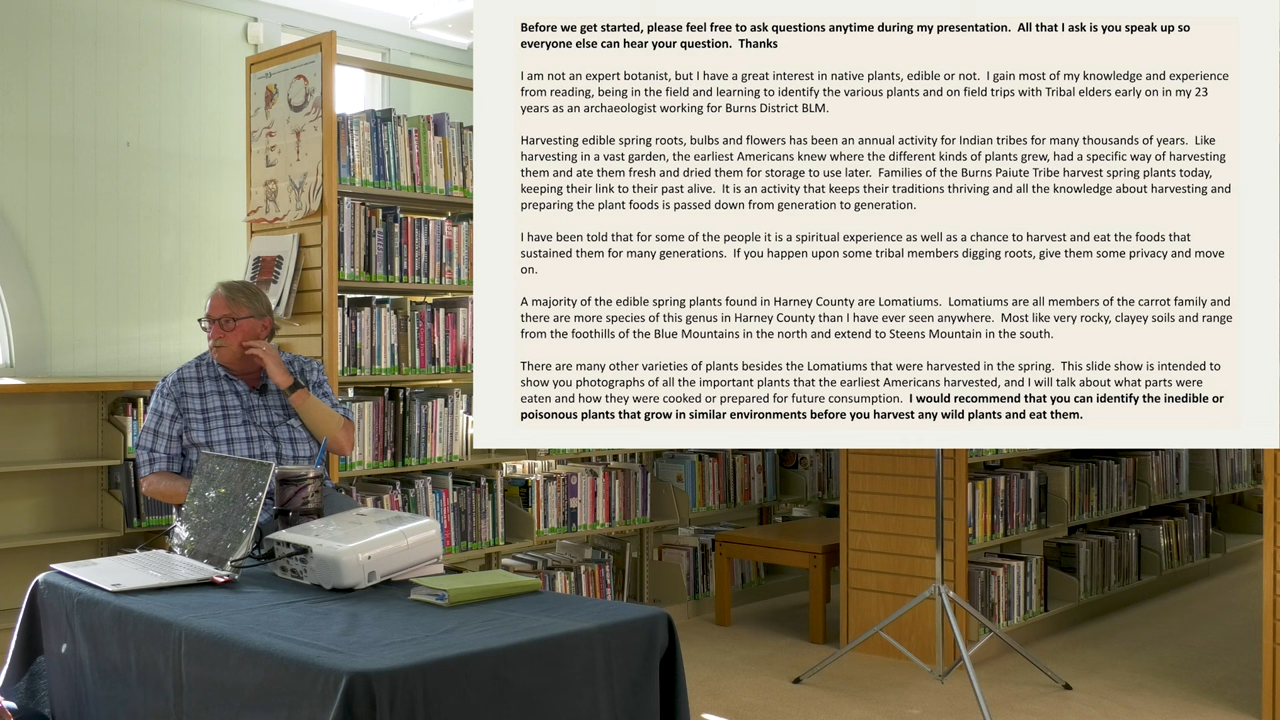 Before we get started, please feel free to ask questions anytime during my presentation.  All that I ask is you speak up so
everyone else can hear your question.  Thanks
I am not an expert botanist, but I have a great interest in native plants, edible or not.  I gain most of my knowledge and experience
from reading, being in the field and learning to identify the various plants and on field trips with Tribal elders early on in my 23
years as an archaeologist working for Burns District BLM.
Harvesting edible spring roots, bulbs and flowers has been an annual activity for Indian tribes for many thousands of years.  Like
harvesting in a vast garden, the earliest Americans knew where the different kinds of plants grew, had a specific way of harvesting
them and ate them fresh and dried them for storage to use later.  Families of the Burns Paiute Tribe harvest spring plants today,
keeping their link to their past alive.  It is an activity that keeps their traditions thriving and all the knowledge about harvesting and
preparing the plant foods is passed down from generation to generation.
I have been told that for some of the people it is a spiritual experience as well as a chance to harvest and eat the foods that
sustained them for many generations.  If you happen upon some tribal members digging roots, give them some privacy and move
on.
A majority of the edible spring plants found in Harney County are Lomatiums.  Lomatiums are all members of the carrot family and
there are more species of this genus in Harney County than I have ever seen anywhere.  Most like very rocky, clayey soils and range
from the foothills of the Blue Mountains in the north and extend to Steens Mountain in the south.
There are many other varieties of plants besides the Lomatiums that were harvested in the spring.  This slide show is intended to
show you photographs of all the important plants that the earliest Americans harvested, and I will talk about what parts were
eaten and how they were cooked or prepared for future consumption.  I would recommend that you can identify the inedible or
poisonous plants that grow in similar environments before you harvest any wild plants and eat them.